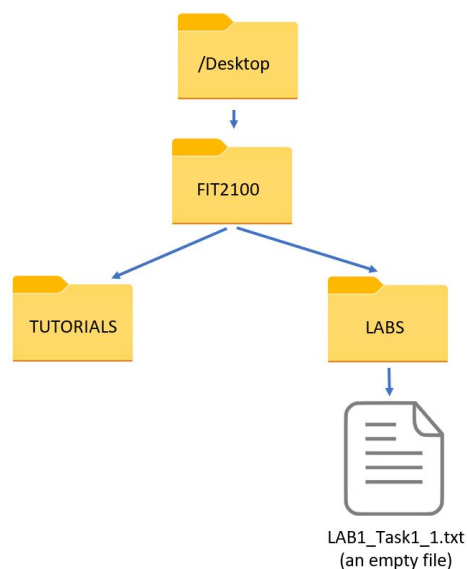 /Desktop
FIT2100
TUTORIALS
LABS
LAB1_Task1_1.txt
(an empty file)